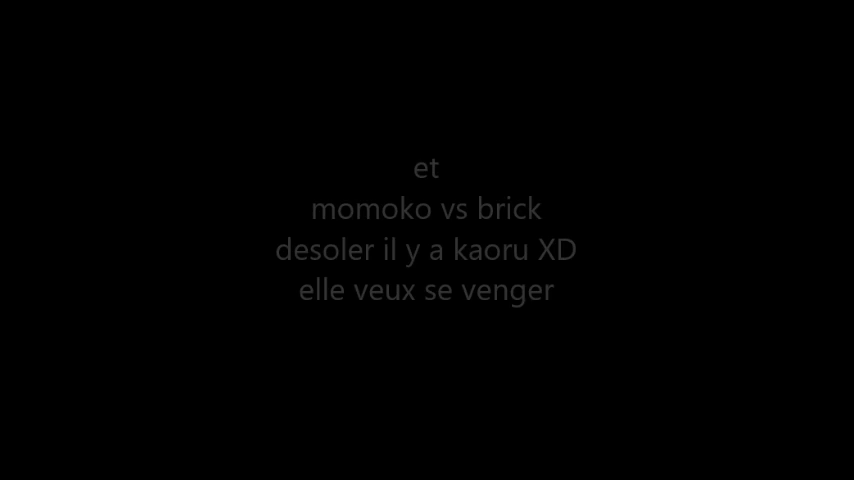 et
momoko vs brick
desoler il y a kaoru XD
elle veux se venger